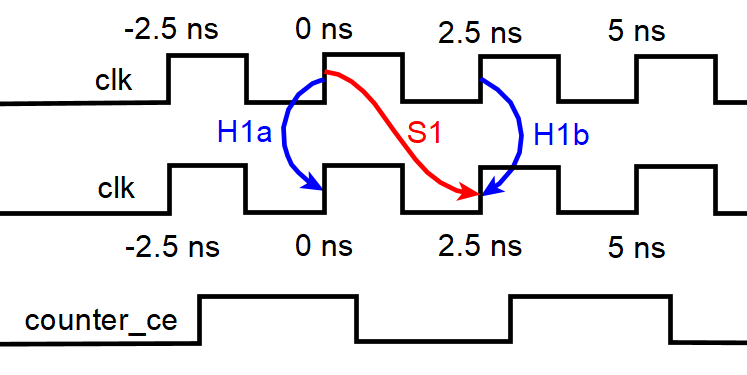 -2.5 ns 0 ns 2.5 ns 5 ns
clk
H1a S1 H1b
clk
-2.5 ns 0 ns 2.5 ns 5 ns
counter_ce